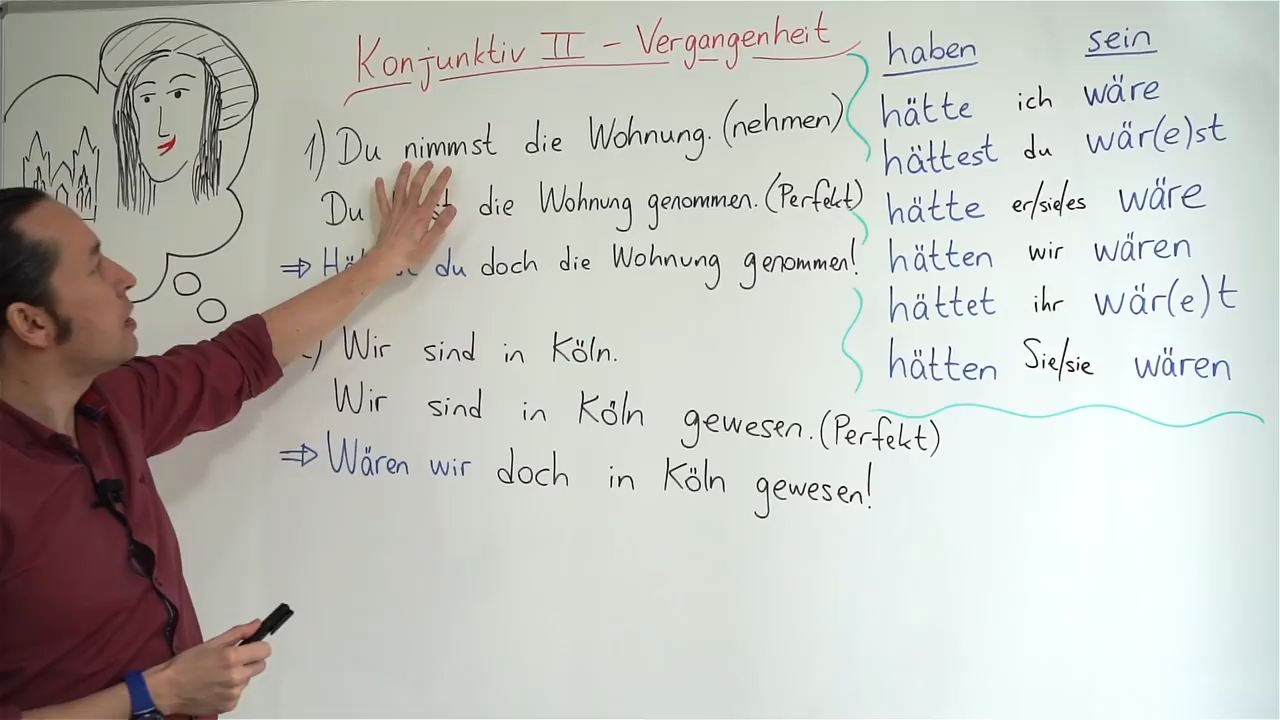 Konjunktiv II - Vergangenheit
1) Du nimmst die Wohnung. (nehmen)
Du die Wohnung genommen. (Perfekt)
⇒ du doch die Wohnung genommen!
Wir sind in Köln.
Wir sind in Köln gewesen. (Perfekt)
⇒ Wären wir doch in Köln gewesen!
haben sein
hätte ich wäre
hättest du wär(e)st
hätte er/sie/es wäre
hätten wir wären
hättet ihr wär(e)t
hätten Sie/sie wären